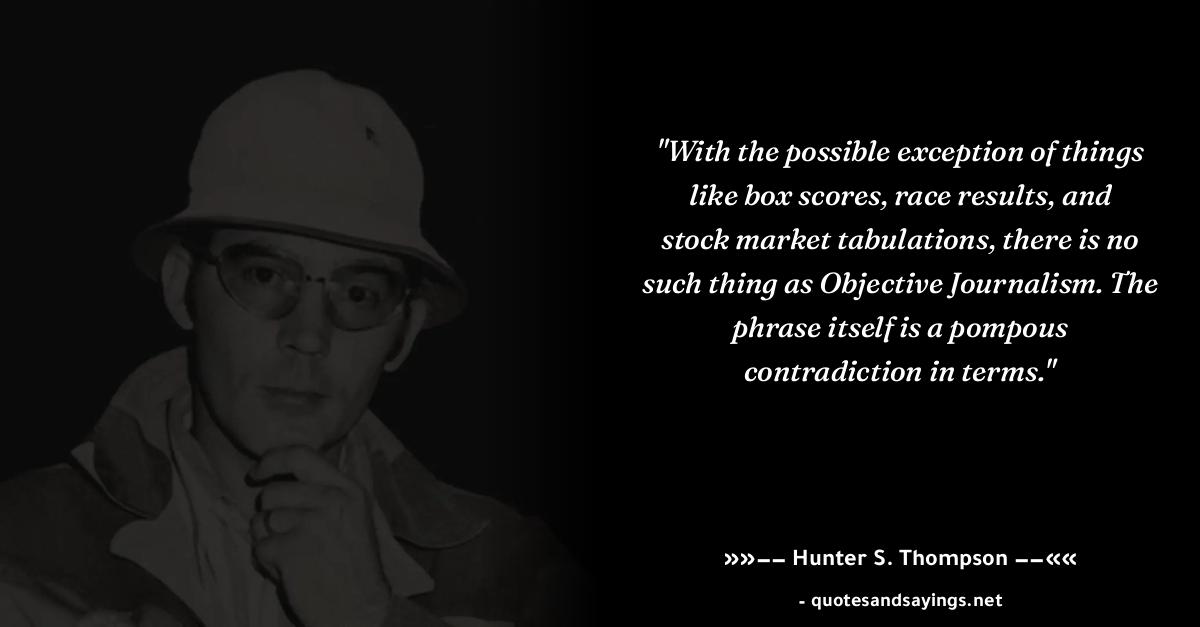 "With the possible exception of things
like box scores, race results, and
stock market tabulations, there is no
such thing as Objective Journalism. The
phrase itself is a pompous
contradiction in terms."
»»–– Hunter S. Thompson ––««
- quotesandsayings.net